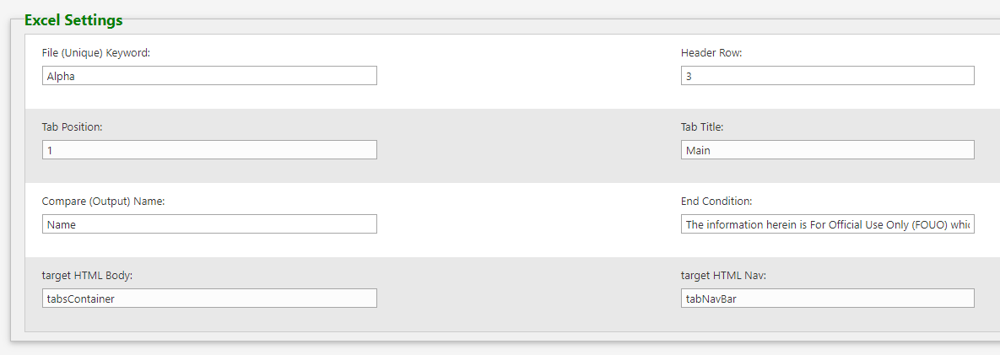 Excel Settings
File (Unique) Keyword:
Header Row:
Alpha
3
Tab Position:
Tab Title:
1
Main
Compare (Output) Name:
End Condition:
Name
The information herein is For Official Use Only (FOUO)
target HTML Body:
target HTML Nav:
tabsContainer
tabNavBar